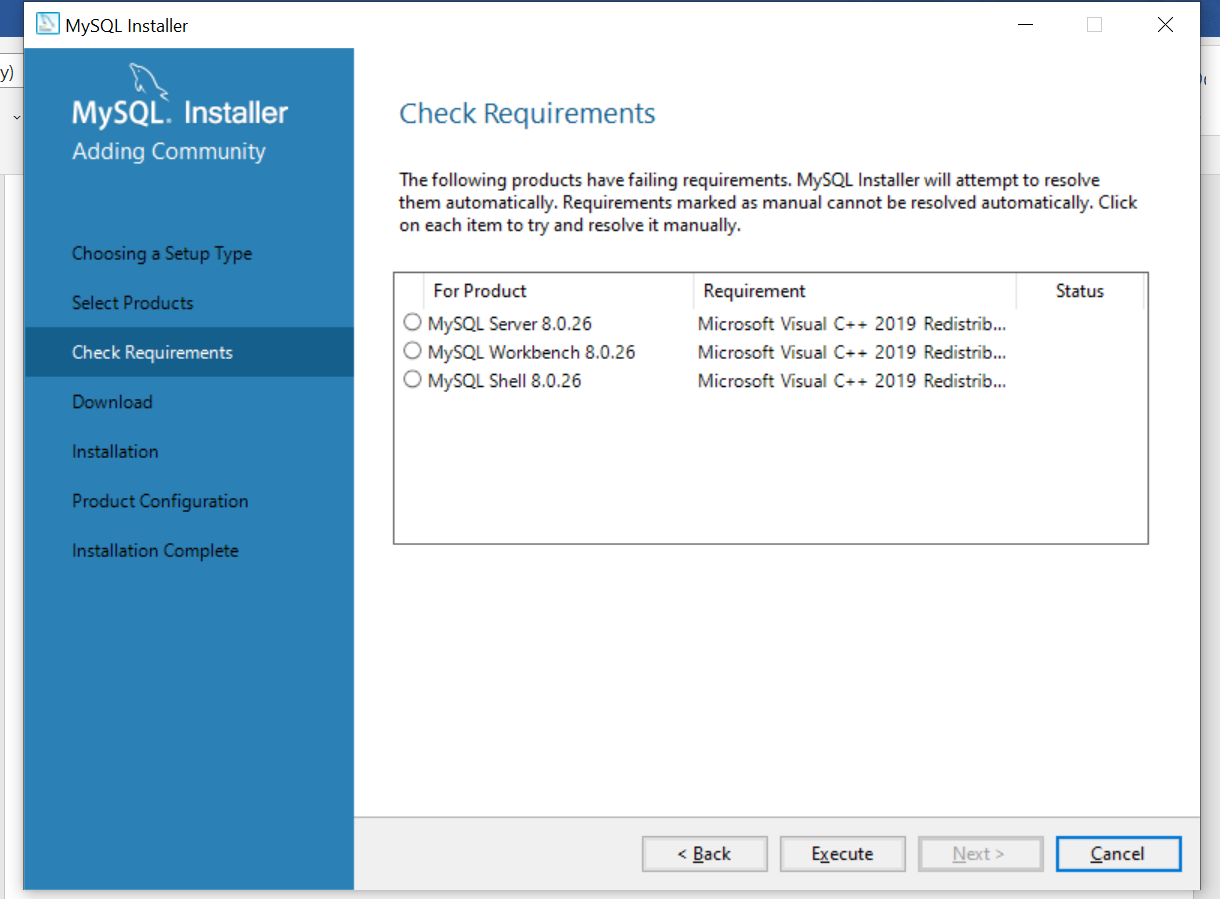 MySQL Installer
y)
MySQL. Installer
Adding Community
Choosing a Setup Type
Select Products
Check Requirements
Download
Installation
Product Configuration
Installation Complete
Check Requirements
The following products have failing requirements. MySQL Installer will attempt to resolve
them automatically. Requirements marked as manual cannot be resolved automatically. Click
on each item to try and resolve it manually.
For Product Requirement Status
MySQL Server 8.0.26 Microsoft Visual C++ 2019 Redistrib...
MySQL Workbench 8.0.26 Microsoft Visual C++ 2019 Redistrib...
MySQL Shell 8.0.26 Microsoft Visual C++ 2019 Redistrib...
< Back Execute Next > Cancel